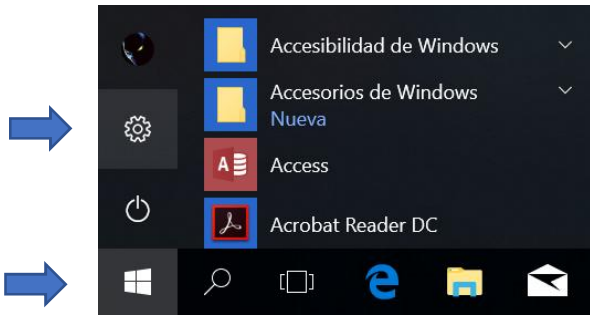 Accesibilidad de Windows
Accesorios de Windows
Nueva
Access
Acrobat Reader DC